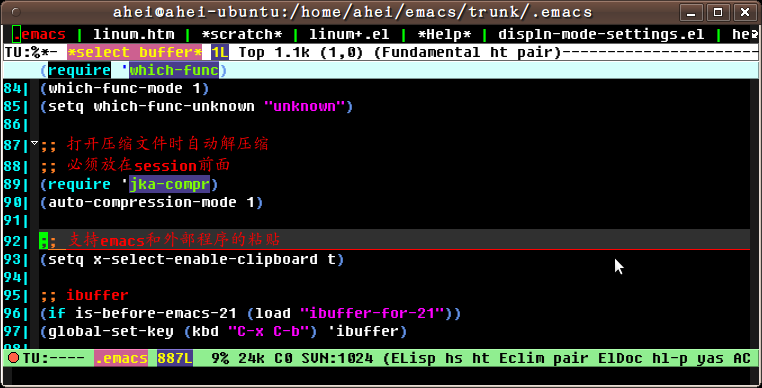 ahei@ahei-ubuntu:/home/ahei/emacs/trunk/.emacs
.emacs | linum.htm | *scratch* | linum+.el | *Help* | displn-mode-settings.el | hea
TU:%*- *select buffer* 1L Top 1.1k (1,0) (Fundamental ht pair)
(require 'which-func)
84| (which-func-mode 1)
85| (setq which-func-unknown "unknown")
86|
87| ;; 打开压缩文件时自动解压缩
88| ;; 必须放在session前面
89| (require 'jka-compr)
90| (auto-compression-mode 1)
91|
92| ;; 支持emacs和外部程序的粘贴
93| (setq x-select-enable-clipboard t)
94|
95| ;; ibuffer
96| (if is-before-emacs-21 (load "ibuffer-for-21"))
97| (global-set-key (kbd "C-x C-b") 'ibuffer)
TU:---- .emacs 887L 9% 24k C0 SVN:1024 (ELisp hs ht Eclim pair ElDoc hl-p yas AC